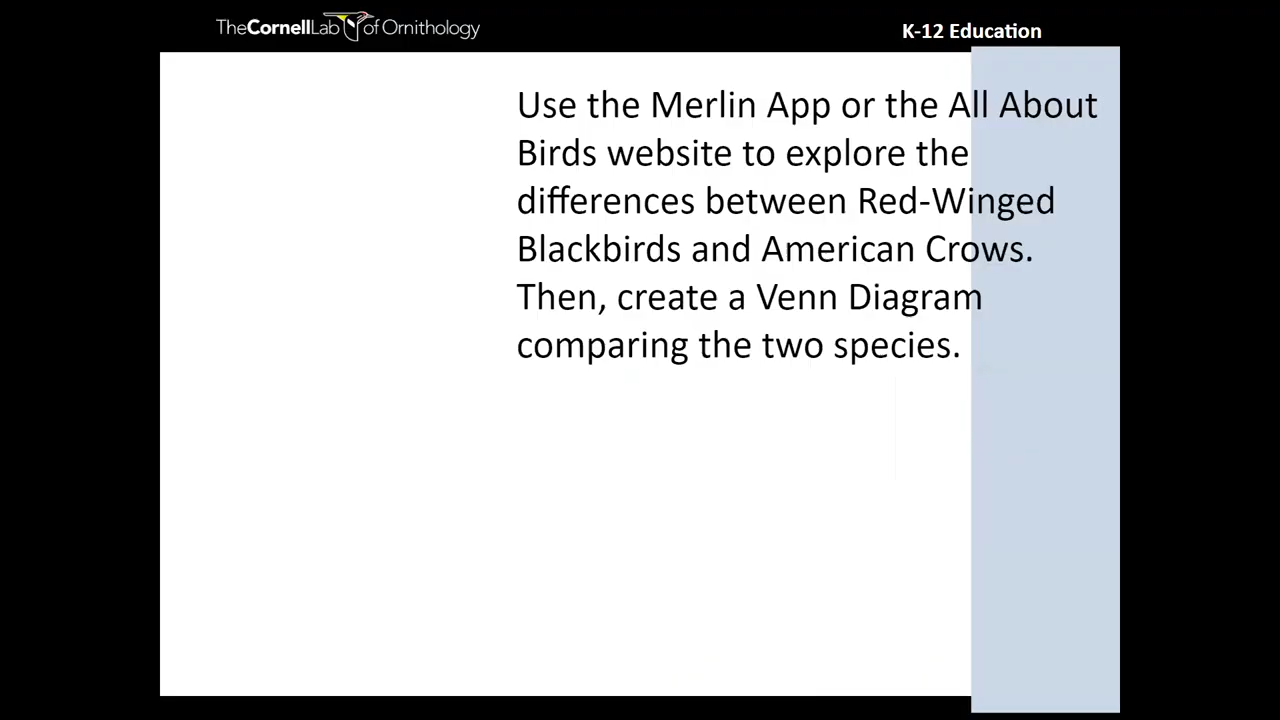 TheCornellLab of Ornithology
K-12 Education
Use the Merlin App or the All About
Birds website to explore the
differences between Red-Winged
Blackbirds and American Crows.
Then, create a Venn Diagram
comparing the two species.